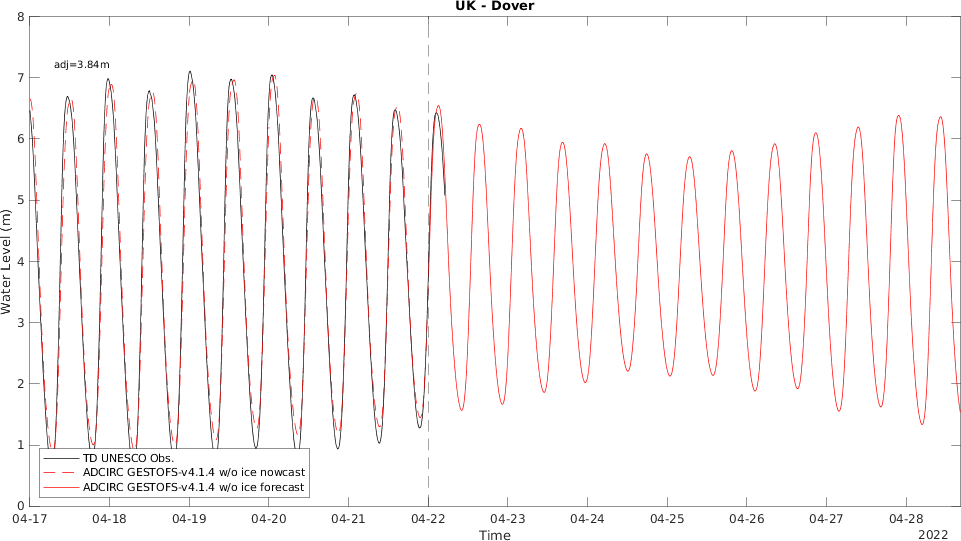 UK - Dover
8
7
6
5
4
3
2
1
0
Water Level (m)
adj=3.84m
TD UNESCO Obs.
ADCIRC GESTOFS-v4.1.4 w/o ice nowcast
ADCIRC GESTOFS-v4.1.4 w/o ice forecast
04-17 04-18 04-19 04-20 04-21 04-22 04-23 04-24 04-25 04-26 04-27 04-28
Time
2022